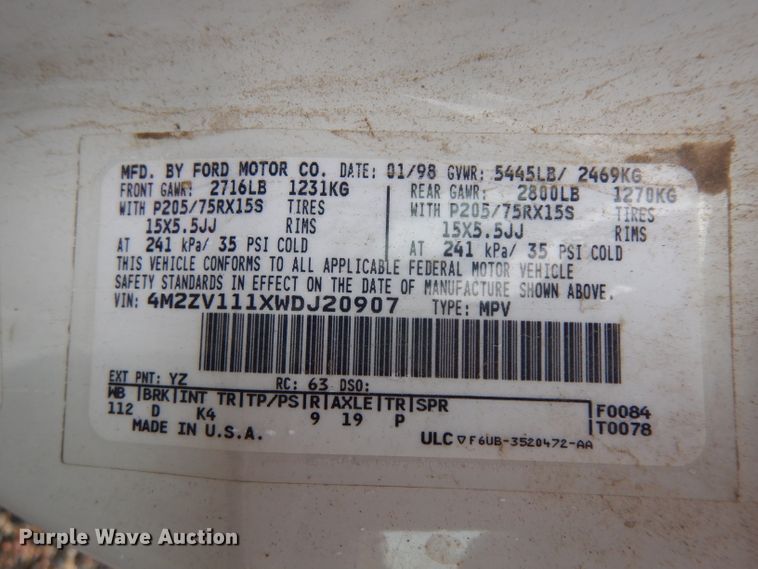 MFD. BY FORD MOTOR CO. DATE: 01/98 GVWR: 5445LB/ 2469KG
FRONT GAWR: 2716LB 1231KG
WITH P205/75RX15S TIRES
15X5.5JJ RIMS
AT 241 kPa/ 35 PSI COLD
REAR GAWR: 2800LB 1270KG
WITH P205/75RX15S TIRES
15X5.5JJ RIMS
AT 241 kPa/ 35 PSI COLD
THIS VEHICLE CONFORMS TO ALL APPLICABLE FEDERAL MOTOR VEHICLE
SAFETY STANDARDS IN EFFECT ON THE DATE OF MANUFACTURE SHOWN ABOVE.
VIN: 4M2ZV111XWDJ20907 TYPE: MPV
EXT PNT: YZ RC: 63 DSO:
WB BRK INT TR TP/PS R AXLE TR SPR
112 D K4 9 19 P
F0084
T0078
MADE IN U.S.A.
ULC F6UB-3520472-AA
Purple Wave Auction